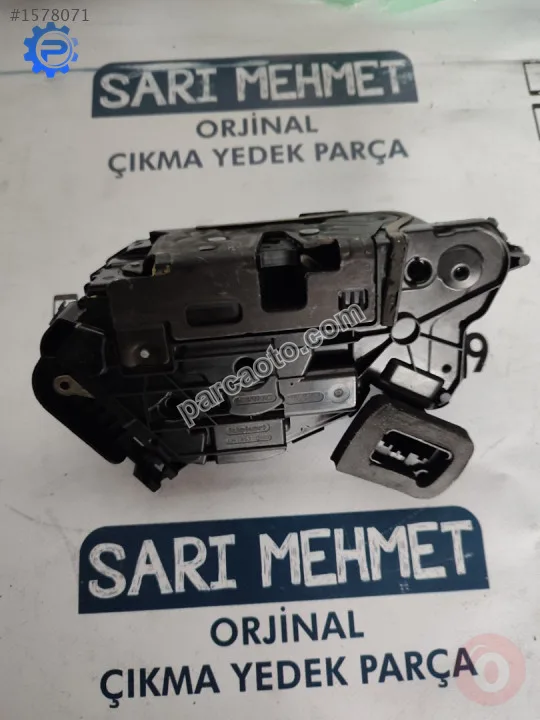 #1578071
SARI MEHMET
ORJİNAL
ÇIKMA YEDEK PARÇA
parcaoto.com
SARI MEHMET
ORJİNAL
ÇIKMA YEDEK PARÇA